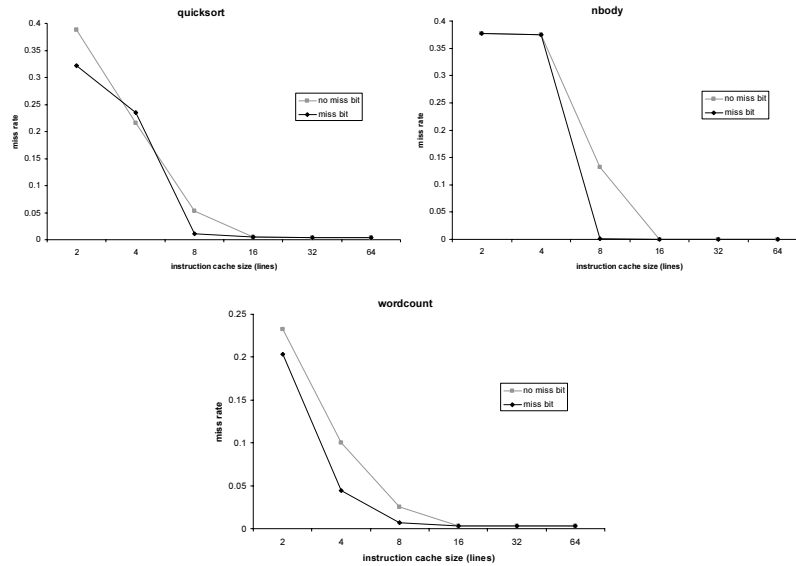 quicksort
0.4
0.35
0.3
0.25
0.2
0.15
0.1
0.05
0
miss rate
no miss bit
miss bit
2 4 8 16 32 64
instruction cache size (lines)
nbody
0.4
0.35
0.3
0.25
0.2
0.15
0.1
0.05
0
miss rate
no miss bit
miss bit
2 4 8 16 32 64
instruction cache size (lines)
wordcount
0.25
0.2
0.15
0.1
0.05
0
miss rate
no miss bit
miss bit
2 4 8 16 32 64
instruction cache size (lines)